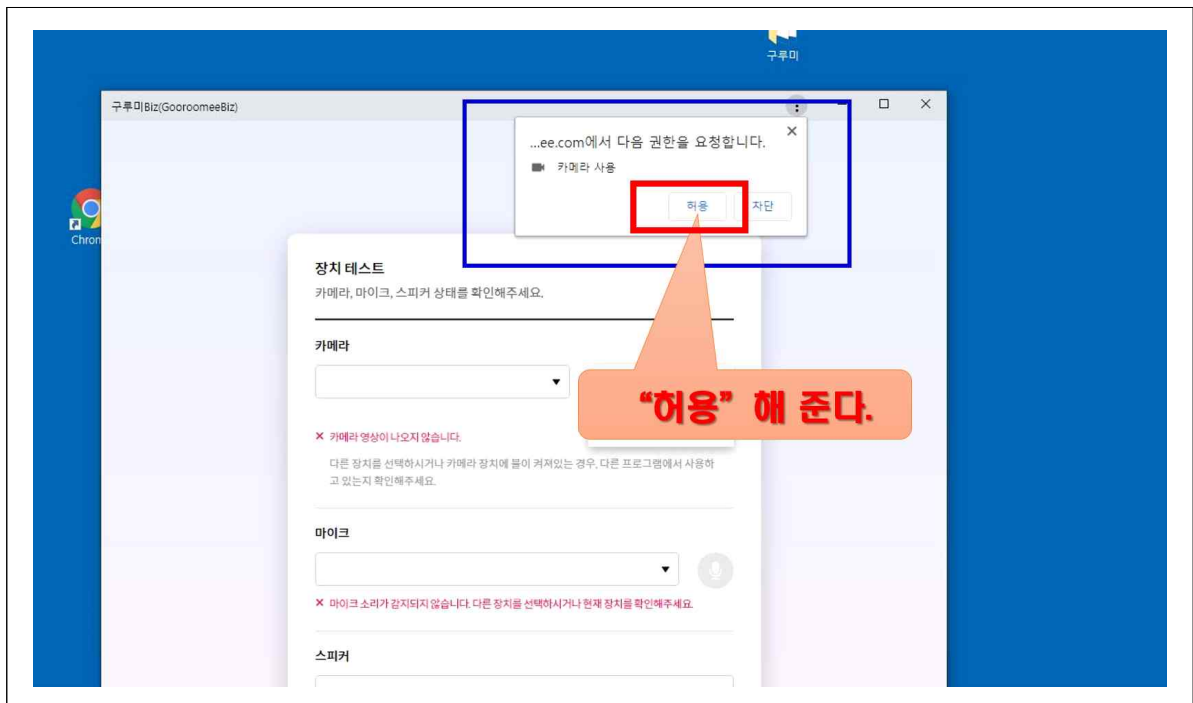 구루미
구루미Biz(GooroomeeBiz)
...ee.com에서 다음 권한을 요청합니다.
카메라 사용
허용
차단
Chron
장치 테스트
카메라, 마이크, 스피커 상태를 확인해주세요.
카메라
“허용” 해 준다.
× 카메라 영상이 나오지 않습니다.
다른 장치를 선택하시거나 카메라 장치에 불이 켜져있는 경우, 다른 프로그램에서 사용하
고 있는지 확인해주세요.
마이크
× 마이크 소리가 감지되지 않습니다. 다른 장치를 선택하시거나 현재 장치를 확인해주세요.
스피커